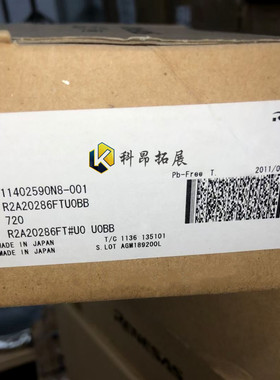 科昂拓展
Pb-Free T.
2011/0
11402590N8-001
R2A20286FTU0BB
720
R2A20286FT#U0 U0BB
MADE IN JAPAN
T/C 1136 135101
MADE IN JAPAN
S.LOT AGM189200L